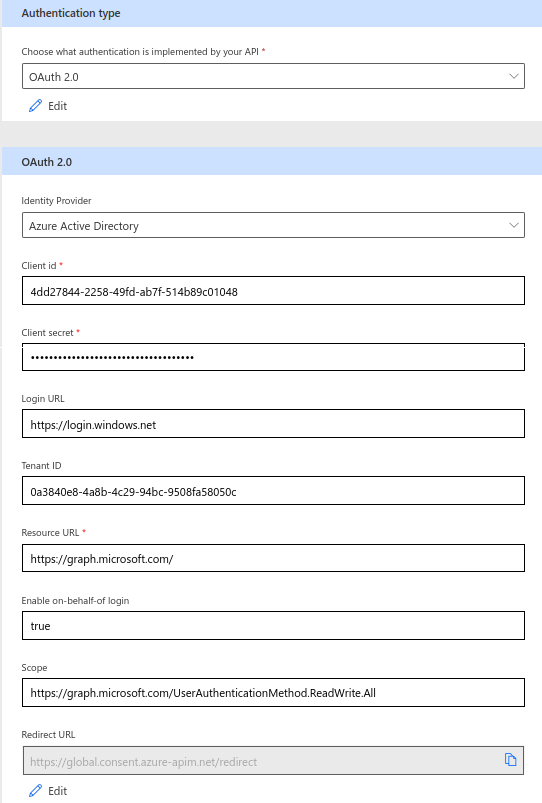 Authentication type
Choose what authentication is implemented by your API *
OAuth 2.0
Edit
OAuth 2.0
Identity Provider
Azure Active Directory
Client id *
4dd27844-2258-49fd-ab7f-514b89c01048
Client secret *
••••••••••••••••••••••••••••••••••••
Login URL
https://login.windows.net
Tenant ID
0a3840e8-4a8b-4c29-94bc-9508fa58050c
Resource URL *
https://graph.microsoft.com/
Enable on-behalf-of login
true
Scope
https://graph.microsoft.com/UserAuthenticationMethod.ReadWrite.All
Redirect URL
https://global.consent.azure-apim.net/redirect
Edit